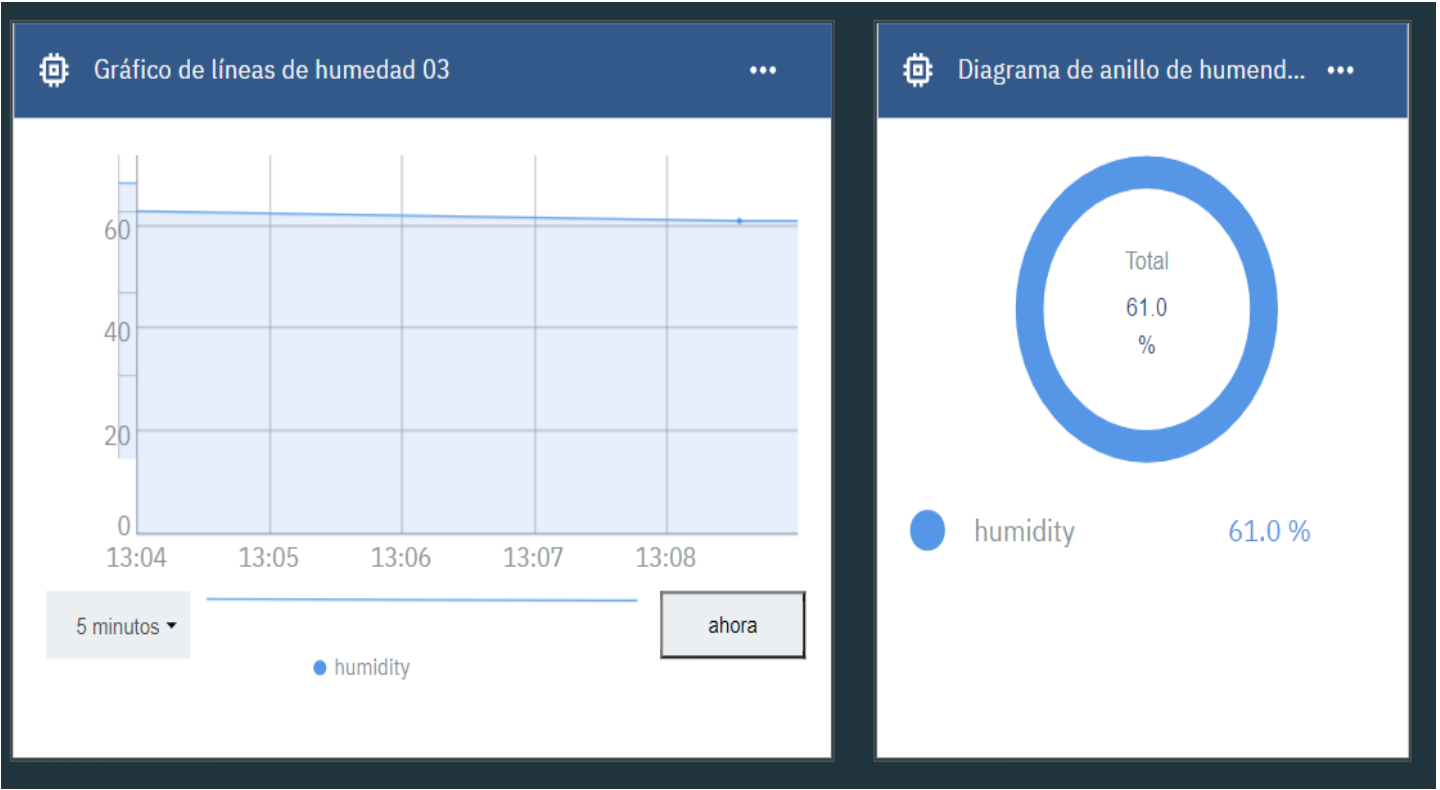 Gráfico de líneas de humedad 03
60
40
20
0
13:04 13:05 13:06 13:07 13:08
5 minutos
ahora
humidity
Diagrama de anillo de humend...
Total
61.0
%
humidity 61.0 %